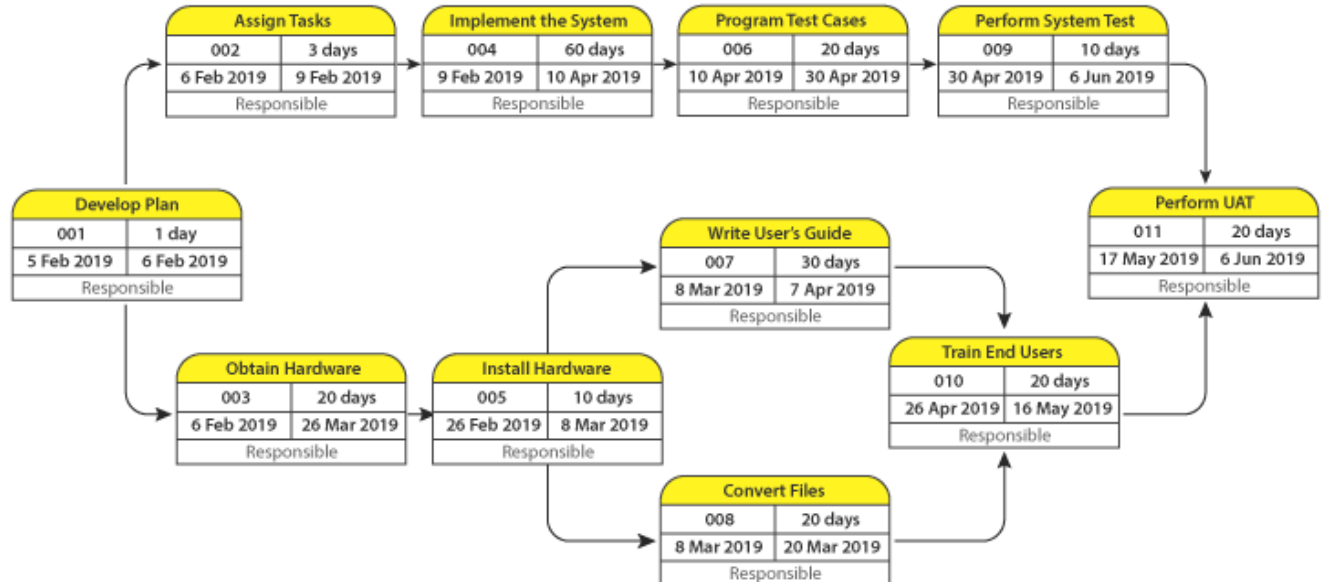 Assign Tasks
002 3 days
6 Feb 2019 9 Feb 2019
Responsible
Implement the System
004 60 days
9 Feb 2019 10 Apr 2019
Responsible
Program Test Cases
006 20 days
10 Apr 2019 30 Apr 2019
Responsible
Perform System Test
009 10 days
30 Apr 2019 6 Jun 2019
Responsible
Develop Plan
001 1 day
5 Feb 2019 6 Feb 2019
Responsible
Perform UAT
011 20 days
17 May 2019 6 Jun 2019
Responsible
Write User's Guide
007 30 days
8 Mar 2019 7 Apr 2019
Responsible
Obtain Hardware
003 20 days
6 Feb 2019 26 Mar 2019
Responsible
Install Hardware
005 10 days
26 Feb 2019 8 Mar 2019
Responsible
Train End Users
010 20 days
26 Apr 2019 16 May 2019
Responsible
Convert Files
008 20 days
8 Mar 2019 20 Mar 2019
Responsible